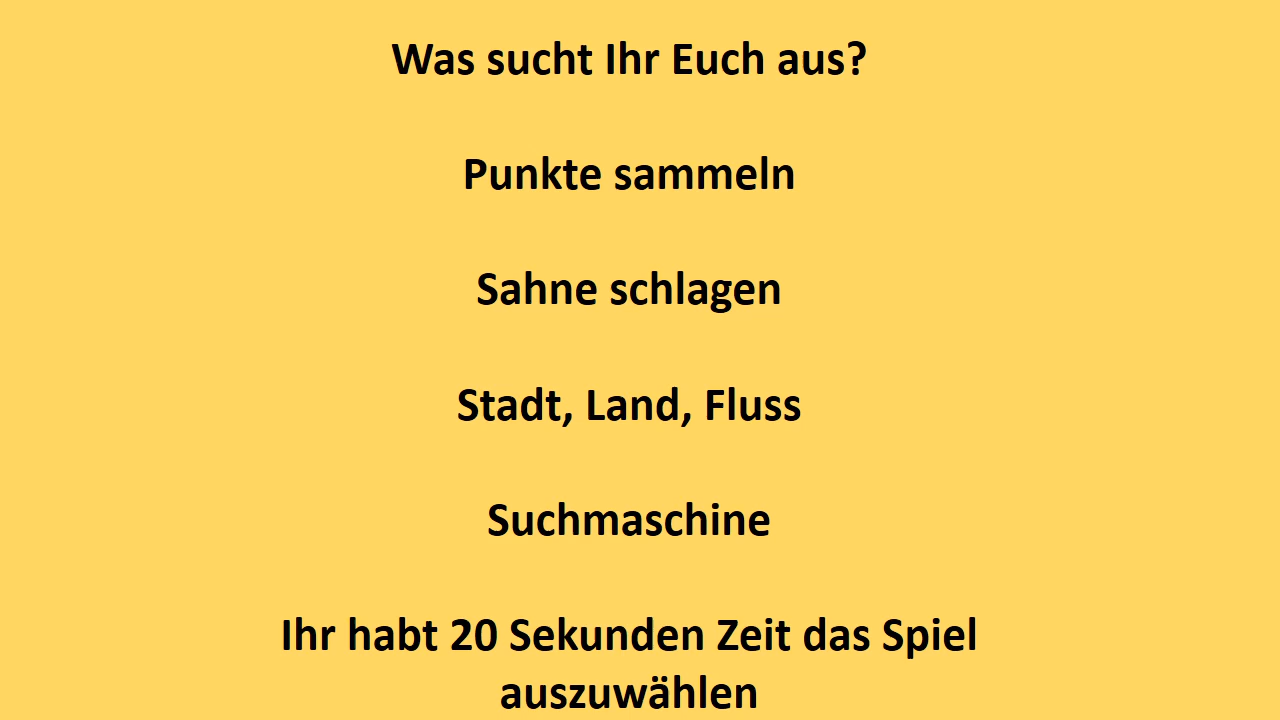 Was sucht Ihr Euch aus?
Punkte sammeln
Sahne schlagen
Stadt, Land, Fluss
Suchmaschine
Ihr habt 20 Sekunden Zeit das Spiel
auszuwählen